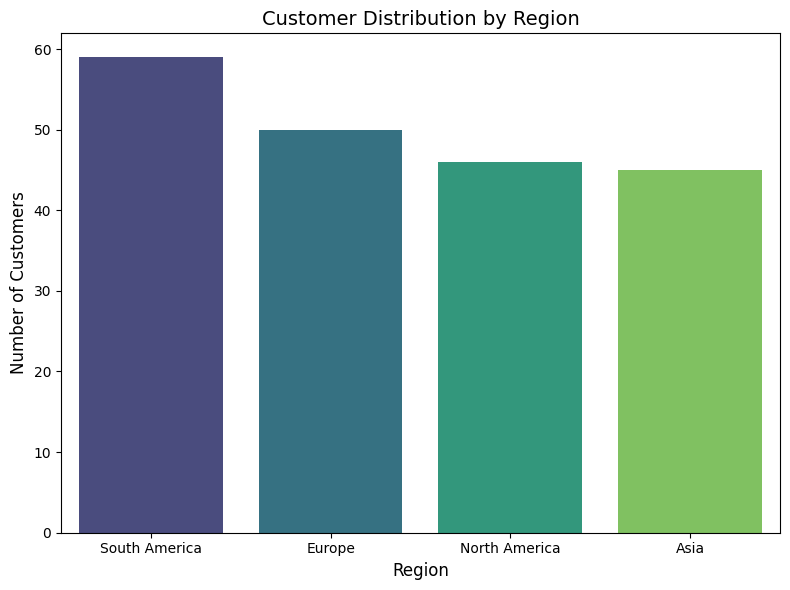 Customer Distribution by Region
60
50
40
30
20
10
0
Number of Customers
South America Europe North America Asia
Region